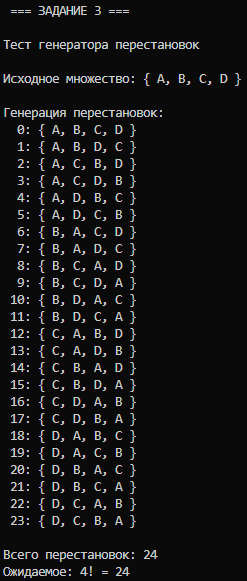 === ЗАДАНИЕ 3 ===
Тест генератора перестановок
Исходное множество: { A, B, C, D }
Генерация перестановок:
0: { A, B, C, D }
1: { A, B, D, C }
2: { A, C, B, D }
3: { A, C, D, B }
4: { A, D, B, C }
5: { A, D, C, B }
6: { B, A, C, D }
7: { B, A, D, C }
8: { B, C, A, D }
9: { B, C, D, A }
10: { B, D, A, C }
11: { B, D, C, A }
12: { C, A, B, D }
13: { C, A, D, B }
14: { C, B, A, D }
15: { C, B, D, A }
16: { C, D, A, B }
17: { C, D, B, A }
18: { D, A, B, C }
19: { D, A, C, B }
20: { D, B, A, C }
21: { D, B, C, A }
22: { D, C, A, B }
23: { D, C, B, A }
Всего перестановок: 24
Ожидаемое: 4! = 24